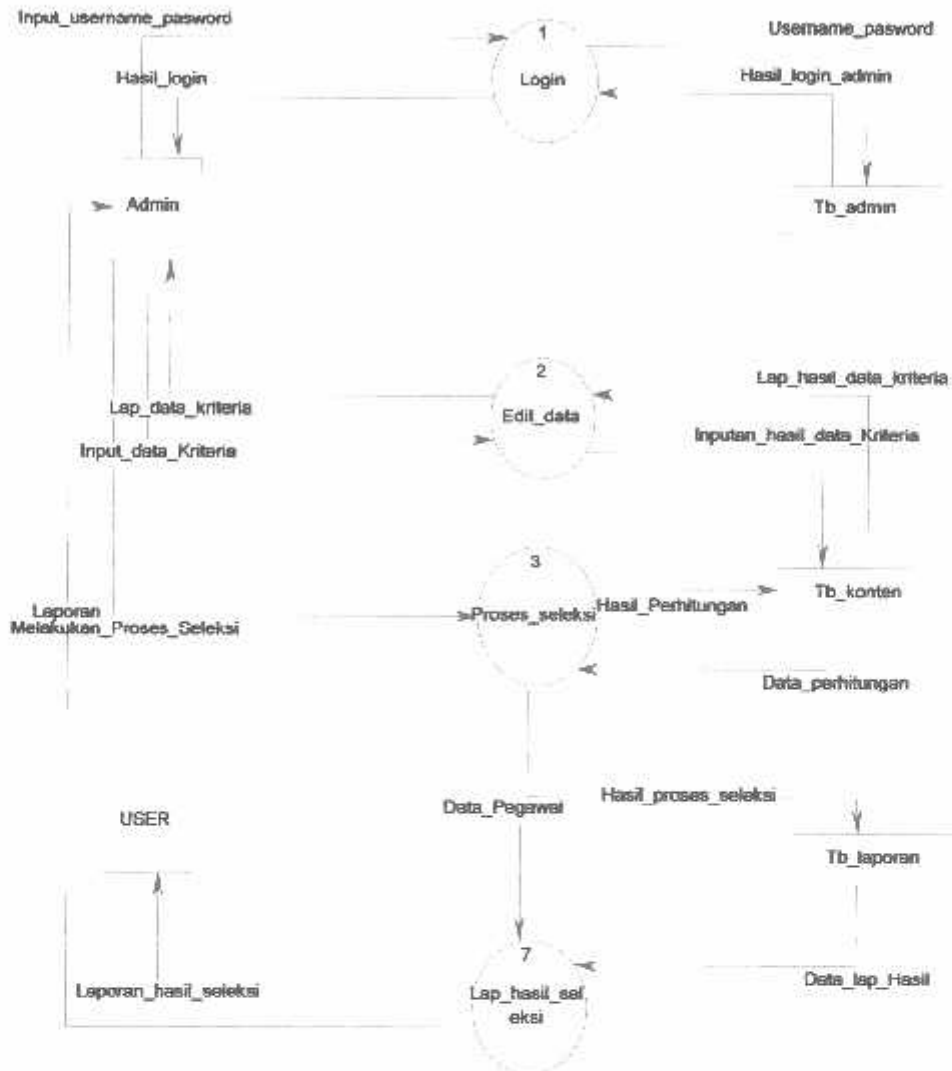 Input_username_pasword
1
Username_pasword
Hasil_login
Login
Hasil_login_admin
Admin
Tb_admin
2
Lap_hasil_data_kriteria
Lap_data_kriteria
Edit_data
Inputan_hasil_data_Kriteria
Input_data_Kriteria
3
Tb_konten
Laporan
Melakukan_Proses_Seleksi
Proses_seleksi
Hasil_Perhitungan
Data_perhitungan
Hasil_proses_seleksi
Data_Pegawai
USER
Tb_laporan
7
Laporan_hasil_seleksi
Lap_hasil_sel
eksi
Data_lap_Hasil